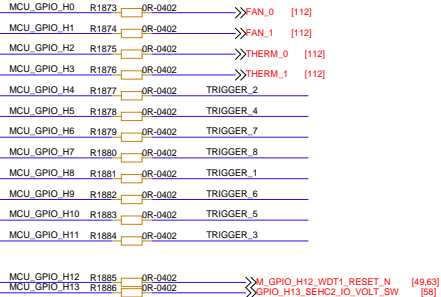 MCU_GPIO_H0 R1873 0R-0402 FAN_0 [112]
MCU_GPIO_H1 R1874 0R-0402 FAN_1 [112]
MCU_GPIO_H2 R1875 0R-0402 THERM_0 [112]
MCU_GPIO_H3 R1876 0R-0402 THERM_1 [112]
MCU_GPIO_H4 R1877 0R-0402 TRIGGER_2
MCU_GPIO_H5 R1878 0R-0402 TRIGGER_4
MCU_GPIO_H6 R1879 0R-0402 TRIGGER_7
MCU_GPIO_H7 R1880 0R-0402 TRIGGER_8
MCU_GPIO_H8 R1881 0R-0402 TRIGGER_1
MCU_GPIO_H9 R1882 0R-0402 TRIGGER_6
MCU_GPIO_H10 R1883 0R-0402 TRIGGER_5
MCU_GPIO_H11 R1884 0R-0402 TRIGGER_3
MCU_GPIO_H12 R1885 0R-0402 M_GPIO_H12_WDT1_RESET_N [49,63]
MCU_GPIO_H13 R1886 0R-0402 GPIO_H13_SEHC2_IO_VOLT_SW [58]